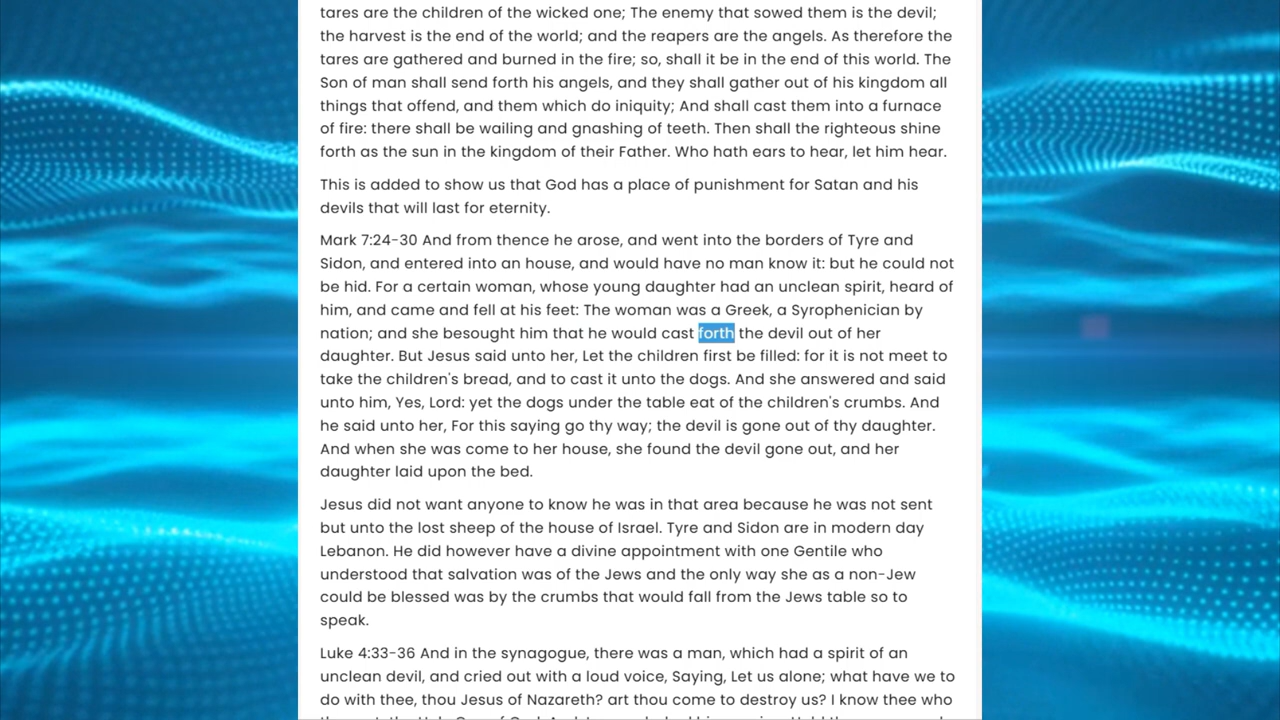 tares are the children of the wicked one; The enemy that sowed them is the devil;
the harvest is the end of the world; and the reapers are the angels. As therefore the
tares are gathered and burned in the fire; so, shall it be in the end of this world. The
Son of man shall send forth his angels, and they shall gather out of his kingdom all
things that offend, and them which do iniquity; And shall cast them into a furnace
of fire: there shall be wailing and gnashing of teeth. Then shall the righteous shine
forth as the sun in the kingdom of their Father. Who hath ears to hear, let him hear.
This is added to show us that God has a place of punishment for Satan and his
devils that will last for eternity.
Mark 7:24-30 And from thence he arose, and went into the borders of Tyre and
Sidon, and entered into an house, and would have no man know it: but he could not
be hid. For a certain woman, whose young daughter had an unclean spirit, heard of
him, and came and fell at his feet: The woman was a Greek, a Syrophenician by
nation; and she besought him that he would cast forth the devil out of her
daughter. But Jesus said unto her, Let the children first be filled: for it is not meet to
take the children's bread, and to cast it unto the dogs. And she answered and said
unto him, Yes, Lord: yet the dogs under the table eat of the children's crumbs. And
he said unto her, For this saying go thy way; the devil is gone out of thy daughter.
And when she was come to her house, she found the devil gone out, and her
daughter laid upon the bed.
Jesus did not want anyone to know he was in that area because he was not sent
but unto the lost sheep of the house of Israel. Tyre and Sidon are in modern day
Lebanon. He did however have a divine appointment with one Gentile who
understood that salvation was of the Jews and the only way she as a non-Jew
could be blessed was by the crumbs that would fall from the Jews table so to
speak.
Luke 4:33-36 And in the synagogue, there was a man, which had a spirit of an
unclean devil, and cried out with a loud voice, Saying, Let us alone; what have we to
do with thee, thou Jesus of Nazareth? art thou come to destroy us? I know thee who